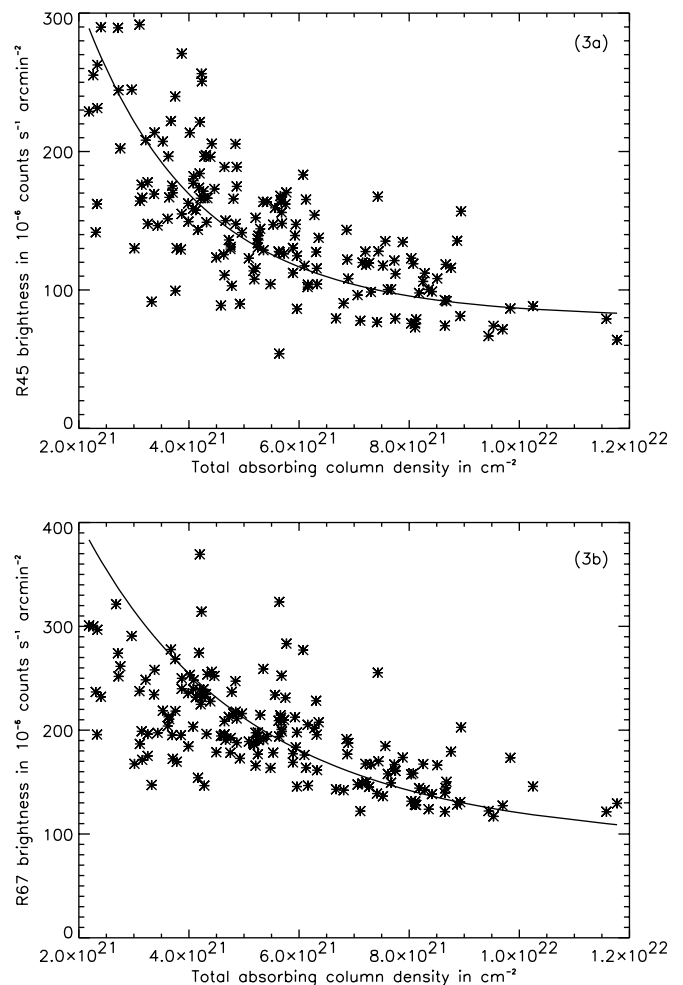 300
(3a)
200
100
0
R45 brightness in 10⁻⁶ counts s⁻¹ arcmin⁻²
2.0×10²¹ 4.0×10²¹ 6.0×10²¹ 8.0×10²¹ 1.0×10²² 1.2×10²²
Total absorbing column density in cm⁻²
400
(3b)
300
200
100
0
R67 brightness in 10⁻⁶ counts s⁻¹ arcmin⁻²
2.0×10²¹ 4.0×10²¹ 6.0×10²¹ 8.0×10²¹ 1.0×10²² 1.2×10²²
Total absorbing column density in cm⁻²